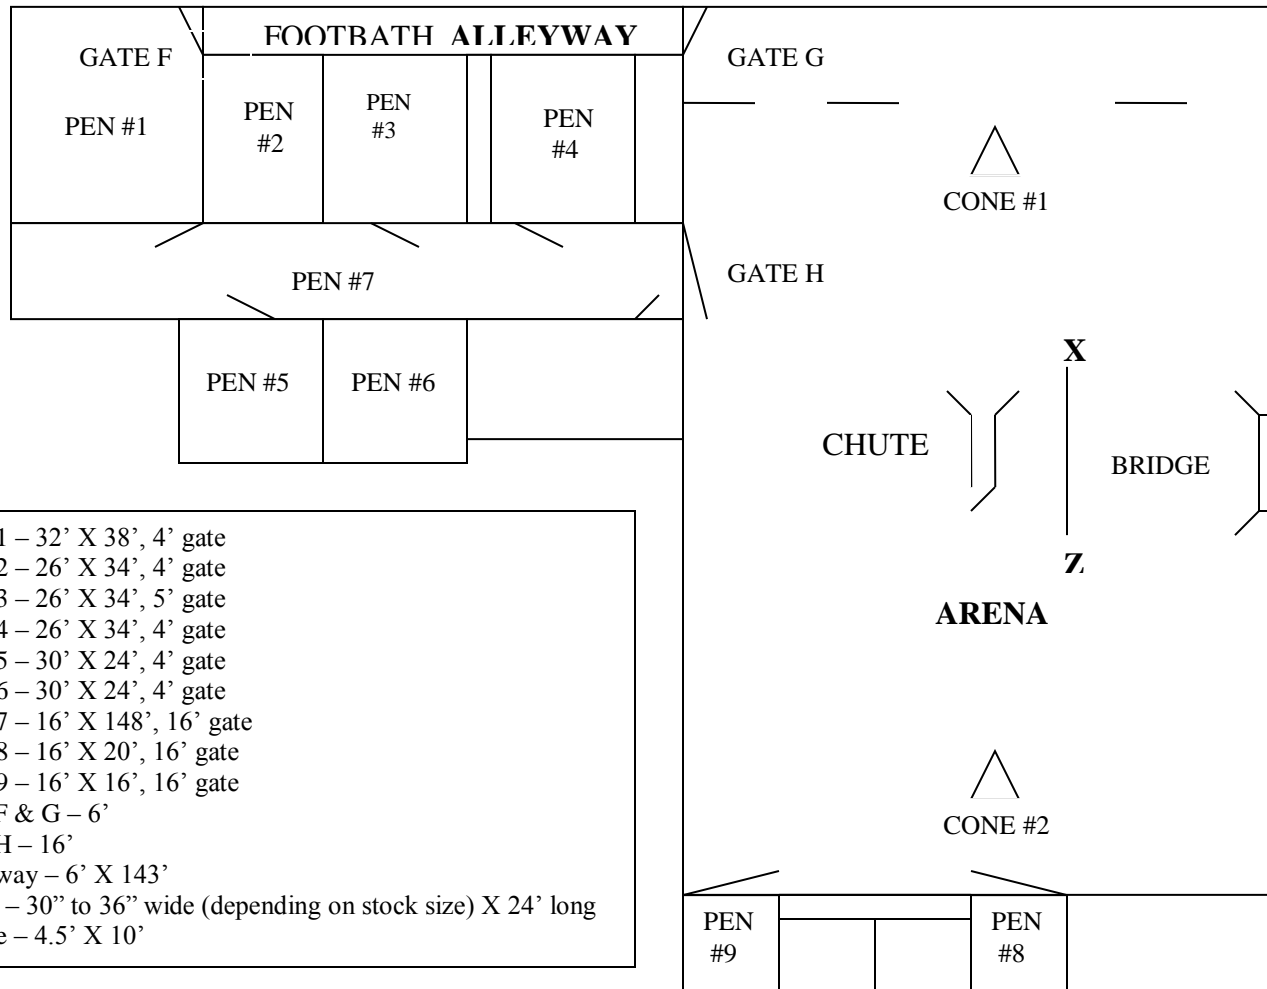 FOOTBATH ALLEYWAY
GATE F
GATE G
PEN #1
PEN
#2
PEN
#3
PEN
#4
CONE #1
PEN #7
GATE H
X
PEN #5
PEN #6
CHUTE
BRIDGE
Z
ARENA
1 – 32’ X 38’, 4’ gate
2 – 26’ X 34’, 4’ gate
3 – 26’ X 34’, 5’ gate
4 – 26’ X 34’, 4’ gate
5 – 30’ X 24’, 4’ gate
6 – 30’ X 24’, 4’ gate
7 – 16’ X 148’, 16’ gate
8 – 16’ X 20’, 16’ gate
9 – 16’ X 16’, 16’ gate
F & G – 6’
H – 16’
way – 6’ X 143’
– 30” to 36” wide (depending on stock size) X 24’ long
e – 4.5’ X 10’
CONE #2
PEN
#9
PEN
#8